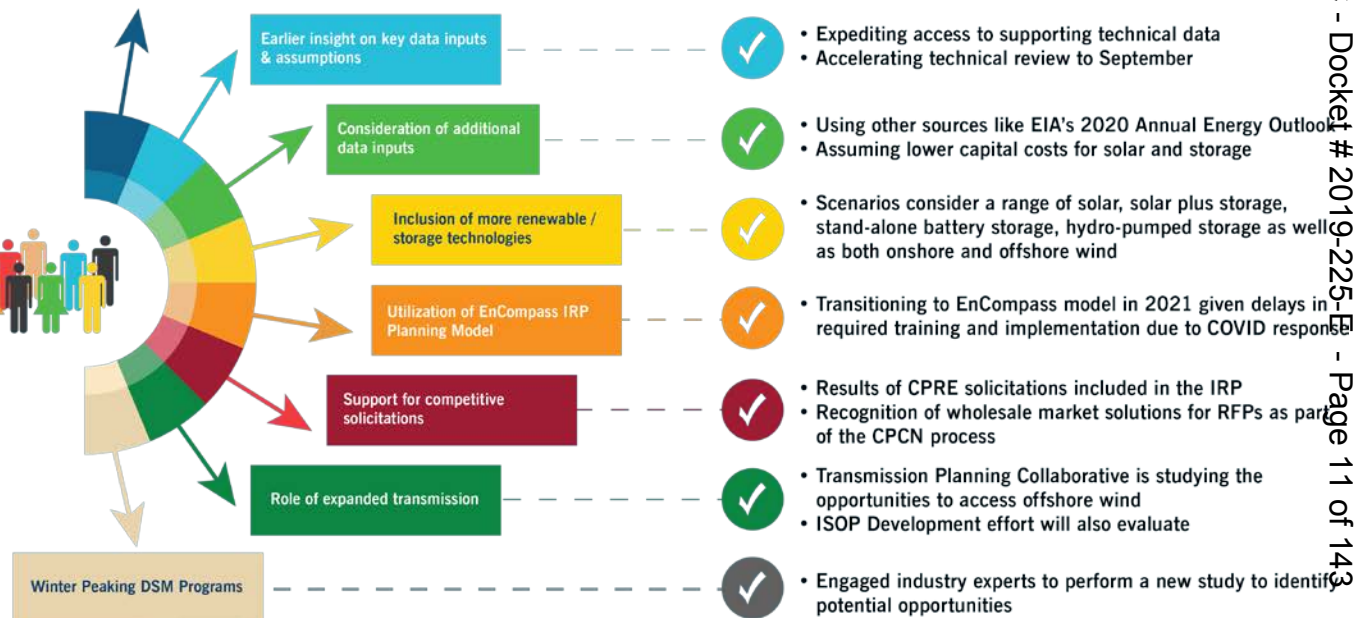 Earlier insight on key data inputs
& assumptions
• Expediting access to supporting technical data
• Accelerating technical review to September
Consideration of additional
data inputs
• Using other sources like EIA's 2020 Annual Energy Outlook
• Assuming lower capital costs for solar and storage
Inclusion of more renewable /
storage technologies
• Scenarios consider a range of solar, solar plus storage,
stand-alone battery storage, hydro-pumped storage as well
as both onshore and offshore wind
Utilization of EnCompass IRP
Planning Model
• Transitioning to EnCompass model in 2021 given delays in
required training and implementation due to COVID response
Support for competitive
solicitations
• Results of CPRE solicitations included in the IRP
• Recognition of wholesale market solutions for RFPs as part
of the CPCN process
Role of expanded transmission
• Transmission Planning Collaborative is studying the
opportunities to access offshore wind
• ISOP Development effort will also evaluate
Winter Peaking DSM Programs
• Engaged industry experts to perform a new study to identify
potential opportunities
- Docket # 2019-225-E - Page 11 of 143